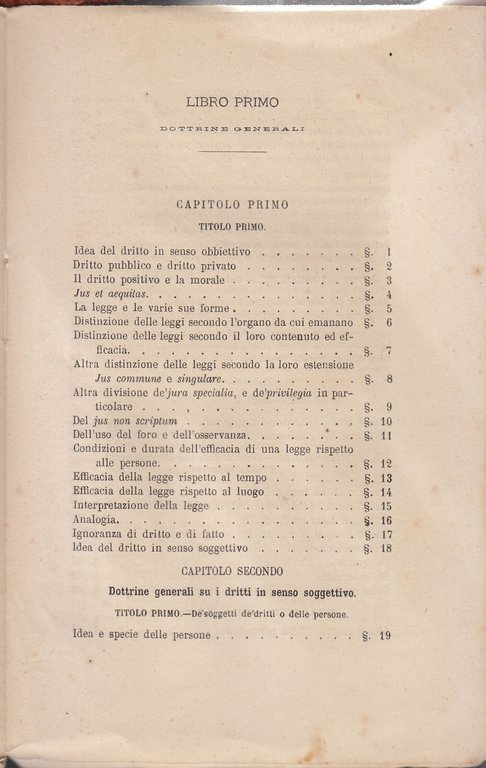 LIBRO PRIMO
DOTTRINE GENERALI
CAPITOLO PRIMO
TITOLO PRIMO.
Idea del dritto in senso obbiettivo . . . . . . . §. 1
Dritto pubblico e dritto privato . . . . . . . . §. 2
Il dritto positivo e la morale . . . . . . . . . §. 3
Jus et aequitas. . . . . . . . . . . . . . . §. 4
La legge e le varie sue forme . . . . . . . . . §. 5
Distinzione delle leggi secondo l'organo da cui emanano §. 6
Distinzione delle leggi secondo il loro contenuto ed ef-
ficacia. . . . . . . . . . . . . . . . §. 7
Altra distinzione delle leggi secondo la loro estensione
Jus commune e singulare. . . . . . . . . . §. 8
Altra divisione de'jura specialia, e de'privilegia in par-
ticolare . . . . . . . . . . . . . . . §. 9
Del jus non scriptum . . . . . . . . . . . . §. 10
Dell'uso del foro e dell'osservanza. . . . . . . . §. 11
Condizioni e durata dell'efficacia di una legge rispetto
alle persone. . . . . . . . . . . . . . §. 12
Efficacia della legge rispetto al tempo . . . . . . §. 13
Efficacia della legge rispetto al luogo . . . . . . §. 14
Interpretazione della legge . . . . . . . . . . §. 15
Analogia. . . . . . . . . . . . . . . . . §. 16
Ignoranza di dritto e di fatto . . . . . . . . . §. 17
Idea del dritto in senso soggettivo . . . . . . . §. 18
CAPITOLO SECONDO
Dottrine generali su i dritti in senso soggettivo.
TITOLO PRIMO.—De'soggetti de'dritti o delle persone.
Idea e specie delle persone . . . . . . . . . . §. 19